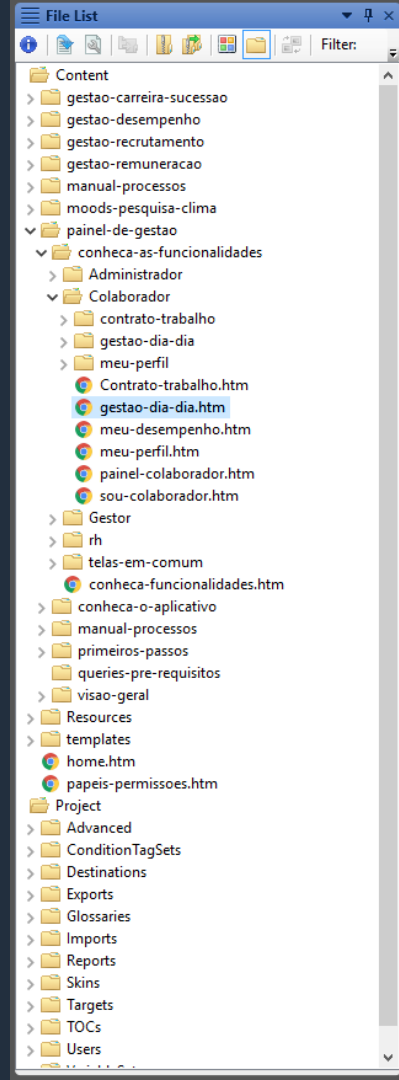 File List
Filter:
Content
gestao-carreira-sucessao
gestao-desempenho
gestao-recrutamento
gestao-remuneracao
manual-processos
moods-pesquisa-clima
painel-de-gestao
conheca-as-funcionalidades
Administrador
Colaborador
contrato-trabalho
gestao-dia-dia
meu-perfil
Contrato-trabalho.htm
gestao-dia-dia.htm
meu-desempenho.htm
meu-perfil.htm
painel-colaborador.htm
sou-colaborador.htm
Gestor
rh
telas-em-comum
conheca-funcionalidades.htm
conheca-o-aplicativo
manual-processos
primeiros-passos
queries-pre-requisitos
visao-geral
Resources
templates
home.htm
papeis-permissoes.htm
Project
Advanced
ConditionTagSets
Destinations
Exports
Glossaries
Imports
Reports
Skins
Targets
TOCs
Users